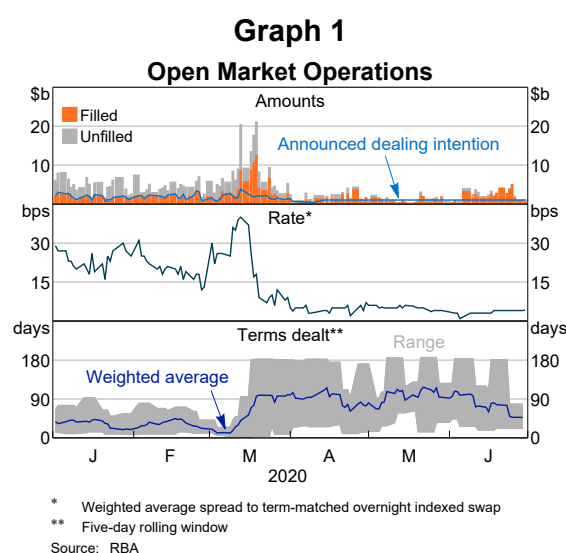 Graph 1
Open Market Operations
$b $b
Amounts
Filled
Unfilled
Announced dealing intention
20 20
10 10
bps bps
Rate*
30 30
15 15
days days
Terms dealt**
Range
180 180
Weighted average
90 90
0 0
J F M A M J
2020
* Weighted average spread to term-matched overnight indexed swap
** Five-day rolling window
Source: RBA